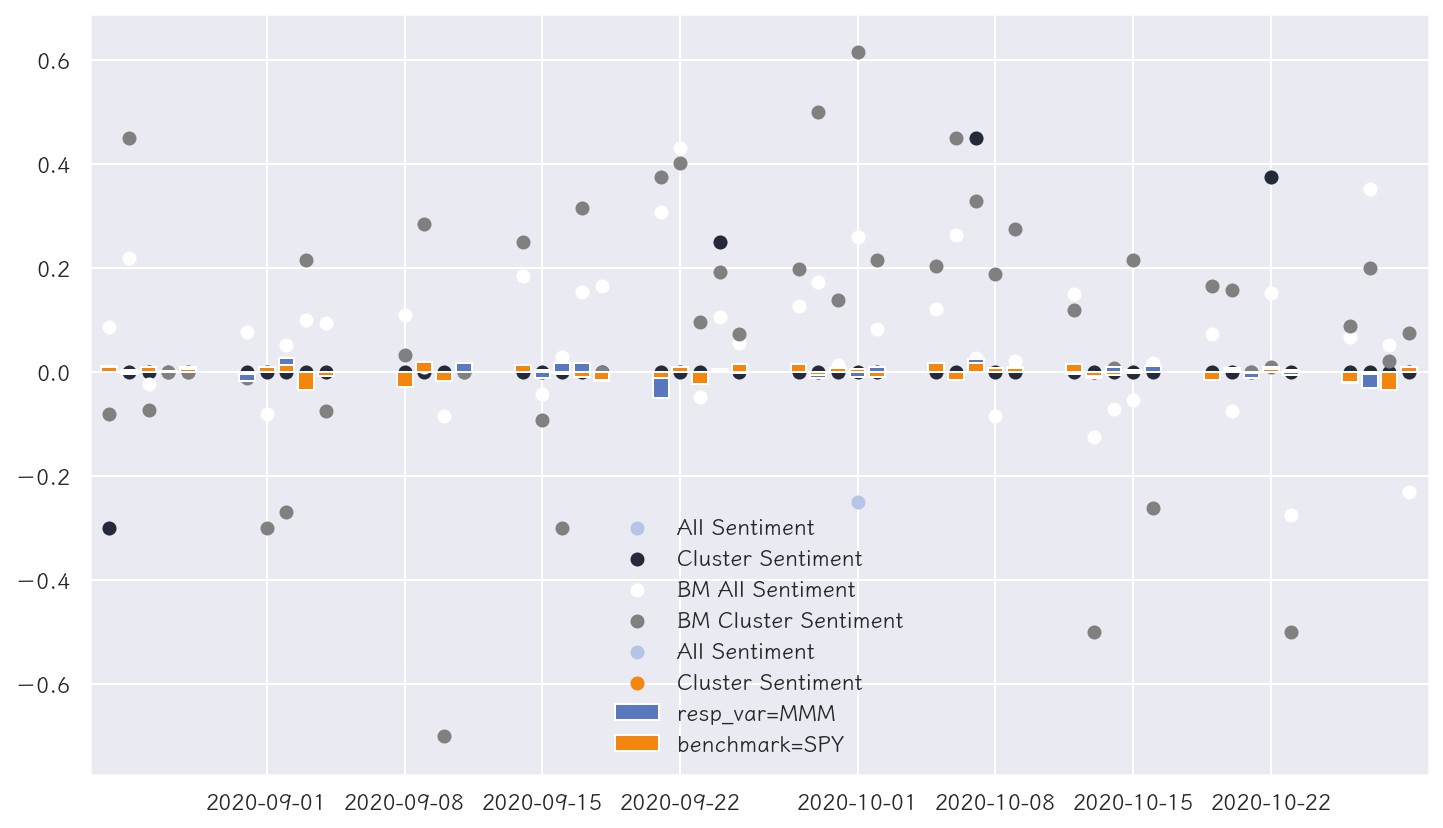 0.6
0.4
0.2
0.0
−0.2
−0.4
−0.6
All Sentiment
Cluster Sentiment
BM All Sentiment
BM Cluster Sentiment
All Sentiment
Cluster Sentiment
resp_var=MMM
benchmark=SPY
2020-09-01 2020-09-08 2020-09-15 2020-09-22 2020-10-01 2020-10-08 2020-10-15 2020-10-22